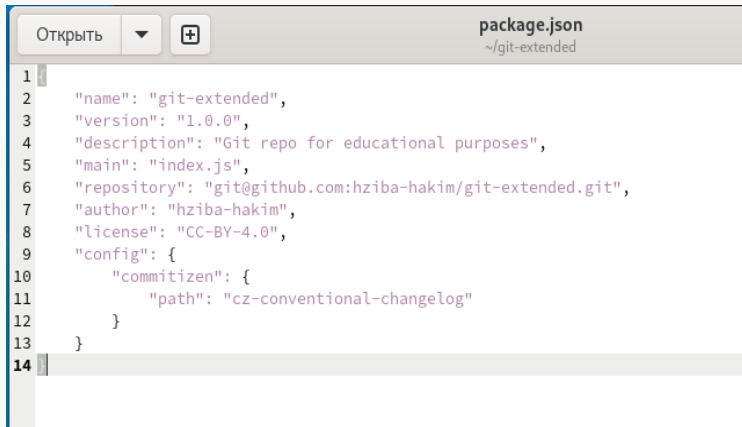 Открыть
package.json
~/git-extended
1 {
2     "name": "git-extended",
3     "version": "1.0.0",
4     "description": "Git repo for educational purposes",
5     "main": "index.js",
6     "repository": "git@github.com:hziba-hakim/git-extended.git",
7     "author": "hziba-hakim",
8     "license": "CC-BY-4.0",
9     "config": {
10         "commitizen": {
11             "path": "cz-conventional-changelog"
12         }
13     }
14 }